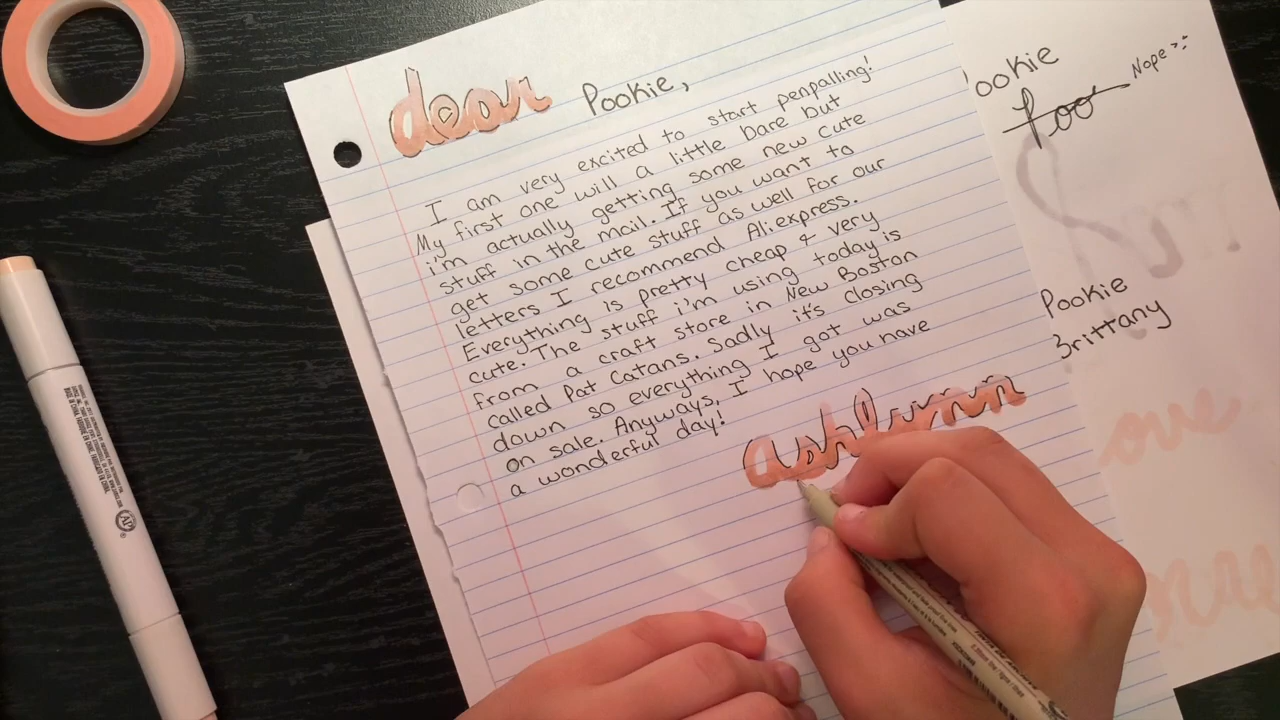 dear Pookie,
I am very excited to start penpalling!
My first one will a little bare but
i'm actually getting some new cute
stuff in the mail. If you want to
get some cute stuff as well for our
letters I recommend Aliexpress.
Everything is pretty cheap & very
cute. The stuff i'm using today is
from a craft store in New Boston
called Pat Catans. Sadly it's closing
down so everything I got was
on sale. Anyways, I hope you have
a wonderful day!
ashlynn
ookie
Poo
Nope
Pookie
Brittany
ove